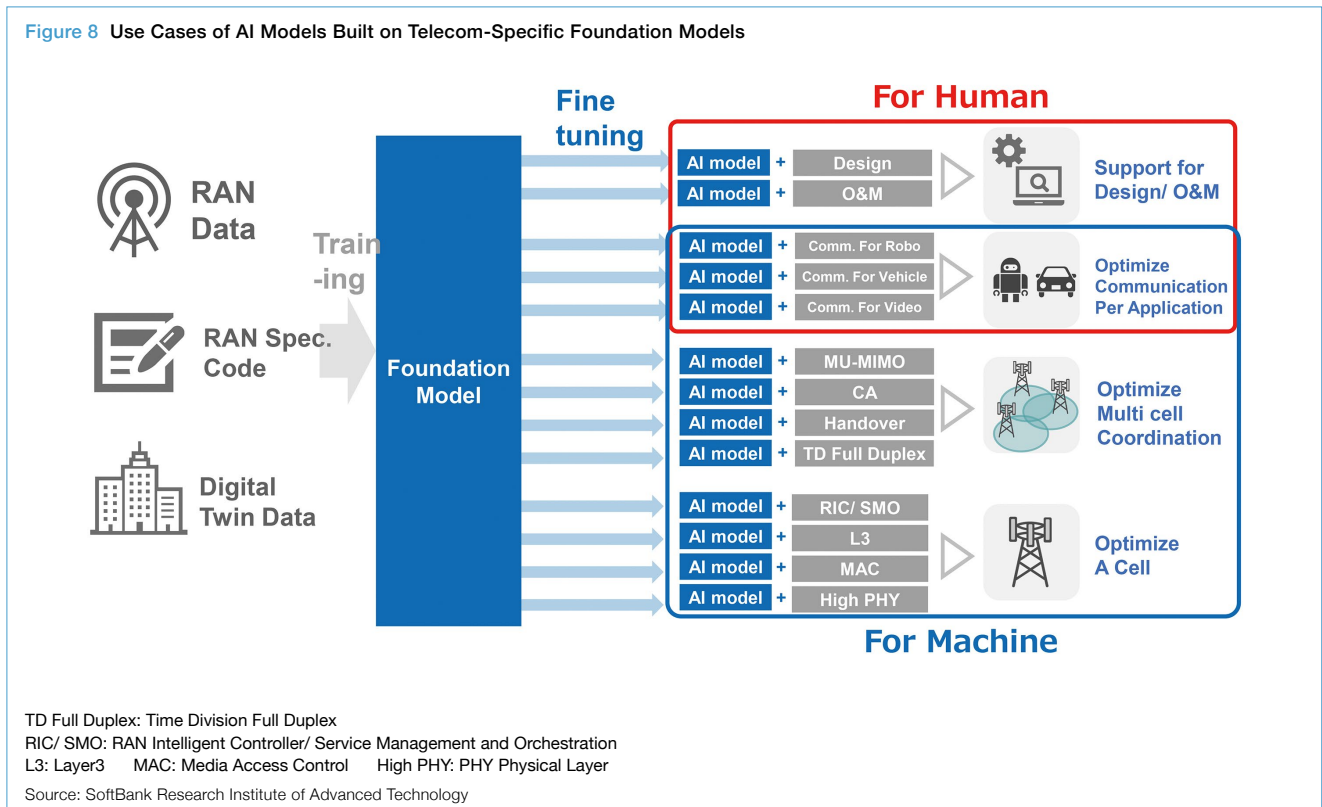 Figure 8 Use Cases of AI Models Built on Telecom-Specific Foundation Models
RAN
Data
RAN Spec.
Code
Digital
Twin Data
Train
-ing
Foundation
Model
Fine
tuning
For Human
AI model + Design
AI model + O&M
Support for
Design/ O&M
AI model + Comm. For Robo
AI model + Comm. For Vehicle
AI model + Comm. For Video
Optimize
Communication
Per Application
AI model + MU-MIMO
AI model + CA
AI model + Handover
AI model + TD Full Duplex
Optimize
Multi cell
Coordination
AI model + RIC/ SMO
AI model + L3
AI model + MAC
AI model + High PHY
Optimize
A Cell
For Machine
TD Full Duplex: Time Division Full Duplex
RIC/ SMO: RAN Intelligent Controller/ Service Management and Orchestration
L3: Layer3 MAC: Media Access Control High PHY: PHY Physical Layer
Source: SoftBank Research Institute of Advanced Technology